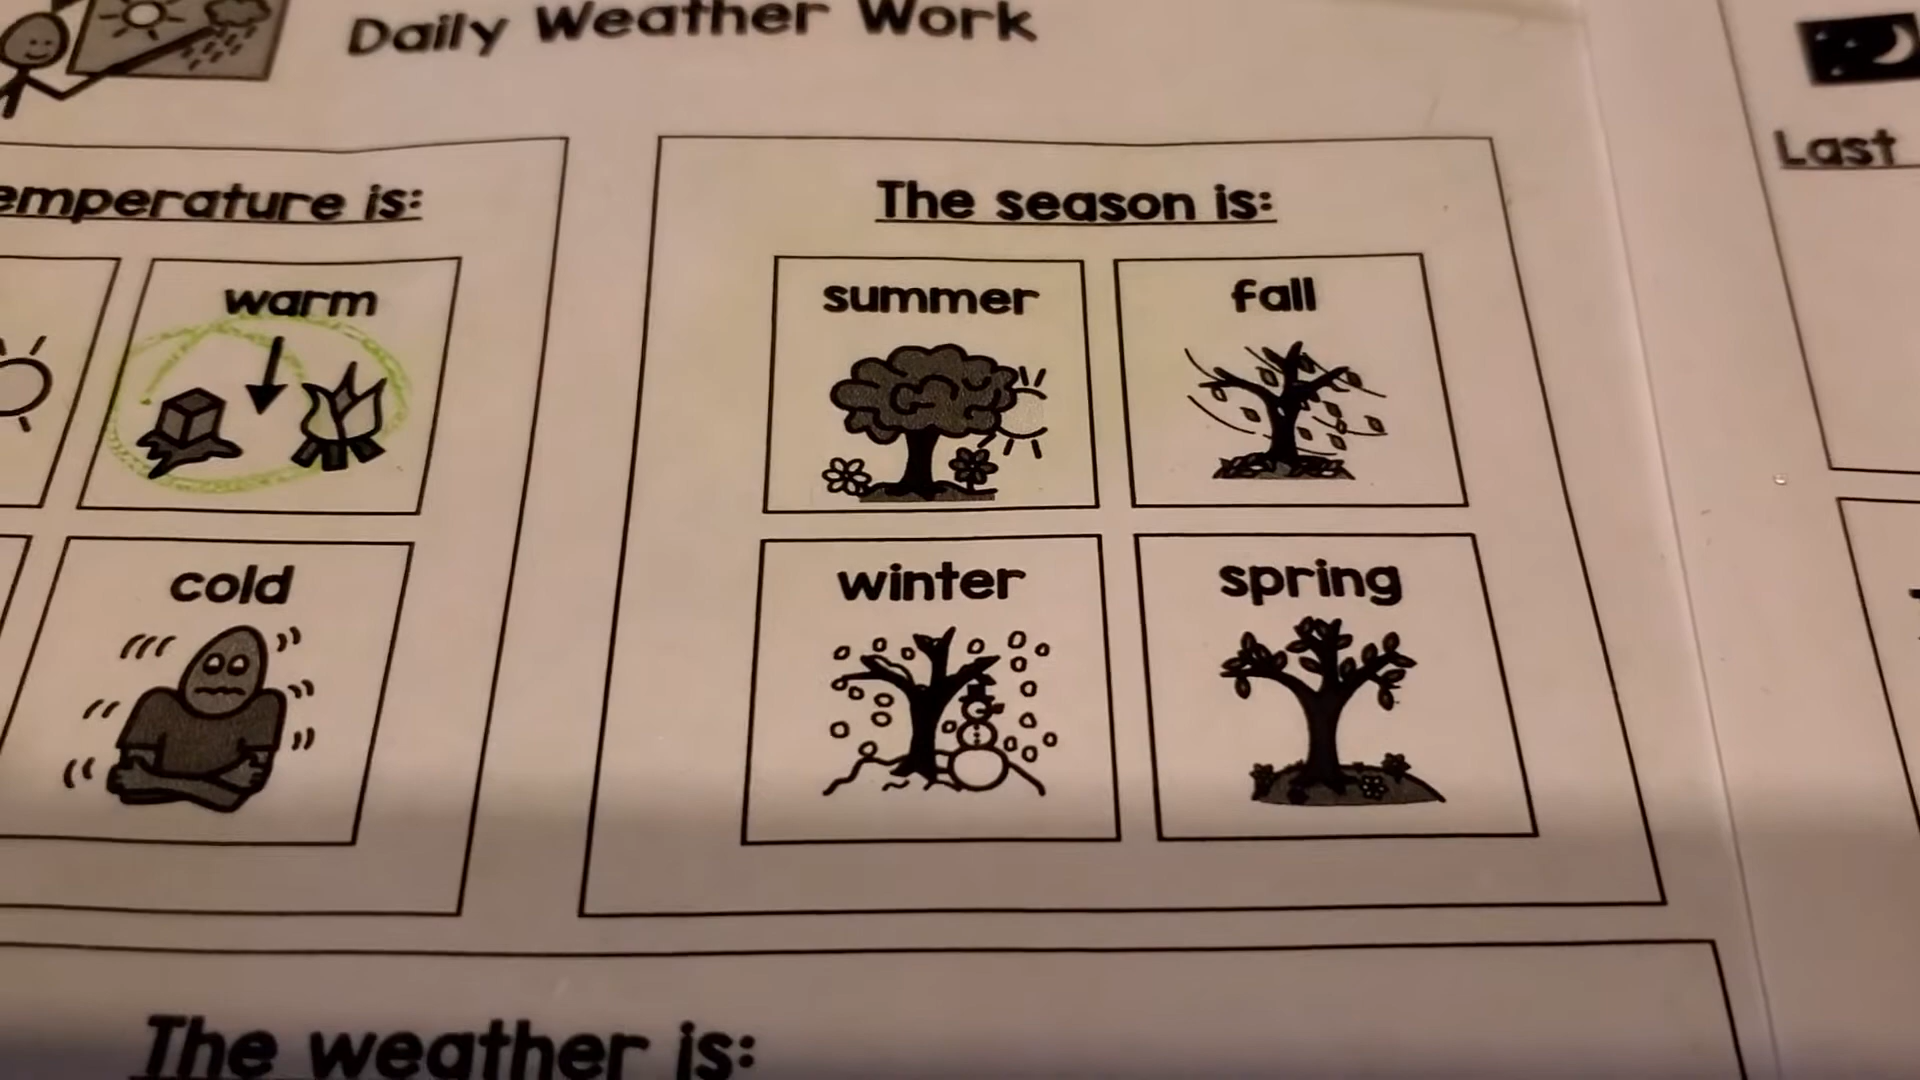 Daily Weather Work
emperature is:
warm
cold
The season is:
summer
fall
winter
spring
The weather is:
Last